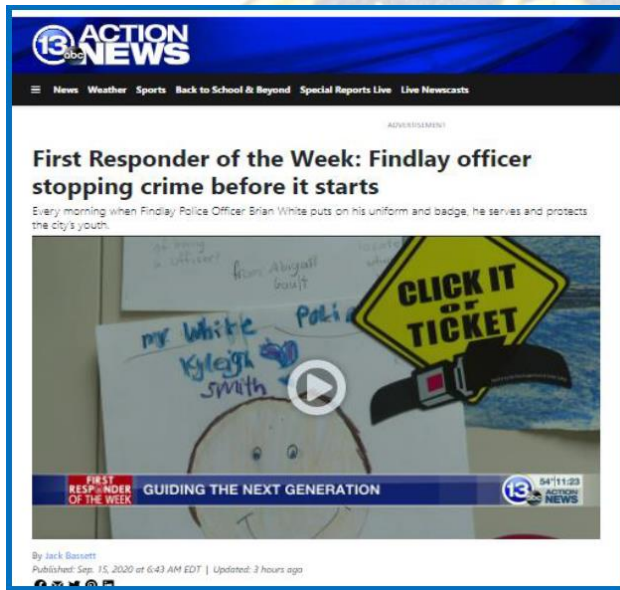 13 abc ACTION NEWS
News Weather Sports Back to School & Beyond Special Reports Live Live Newscasts
ADVERTISEMENT
First Responder of the Week: Findlay officer
stopping crime before it starts
Every morning when Findlay Police Officer Brian White puts on his uniform and badge, he serves and protects
the city's youth.
a officer!
from Abigail
Gault
CLICK IT
or
TICKET
mr White
Kyleigh
Smith
FIRST
RESPONDER
OF THE WEEK
GUIDING THE NEXT GENERATION
13 abc ACTION NEWS
54° 11:23
By Jack Bassett
Published: Sep. 15, 2020 at 6:43 AM EDT | Updated: 3 hours ago